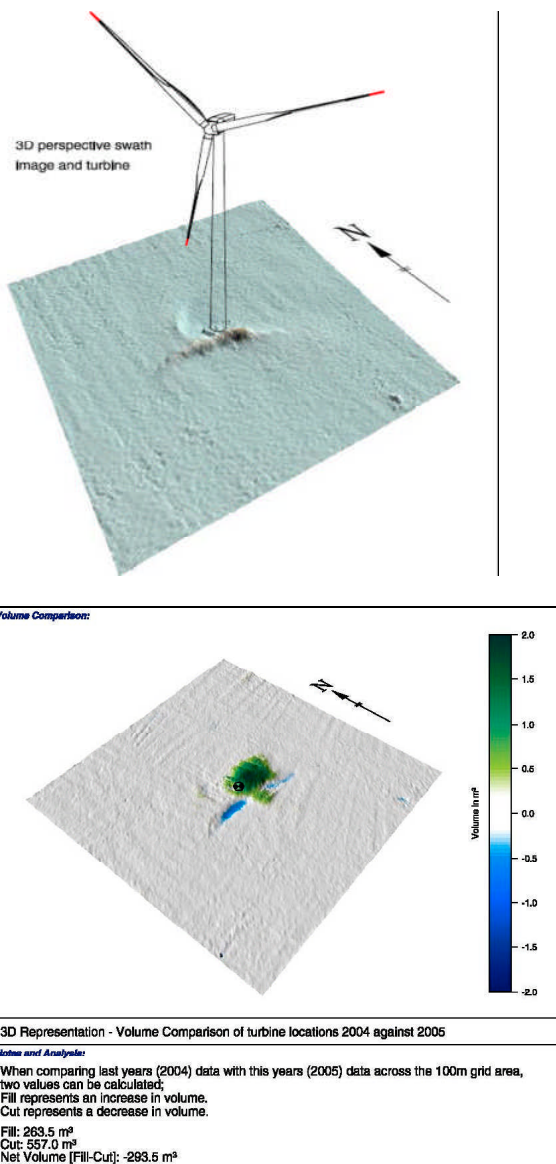 3D perspective swath
image and turbine
N
Volume Comparison:
N
2.0
1.5
1.0
0.5
0.0
-0.5
-1.0
-1.5
-2.0
Volume in m³
3D Representation - Volume Comparison of turbine locations 2004 against 2005
Notes and Analysis:
When comparing last years (2004) data with this years (2005) data across the 100m grid area,
two values can be calculated;
Fill represents an increase in volume.
Cut represents a decrease in volume.
Fill: 263.5 m³
Cut: 557.0 m³
Net Volume [Fill-Cut]: -293.5 m³